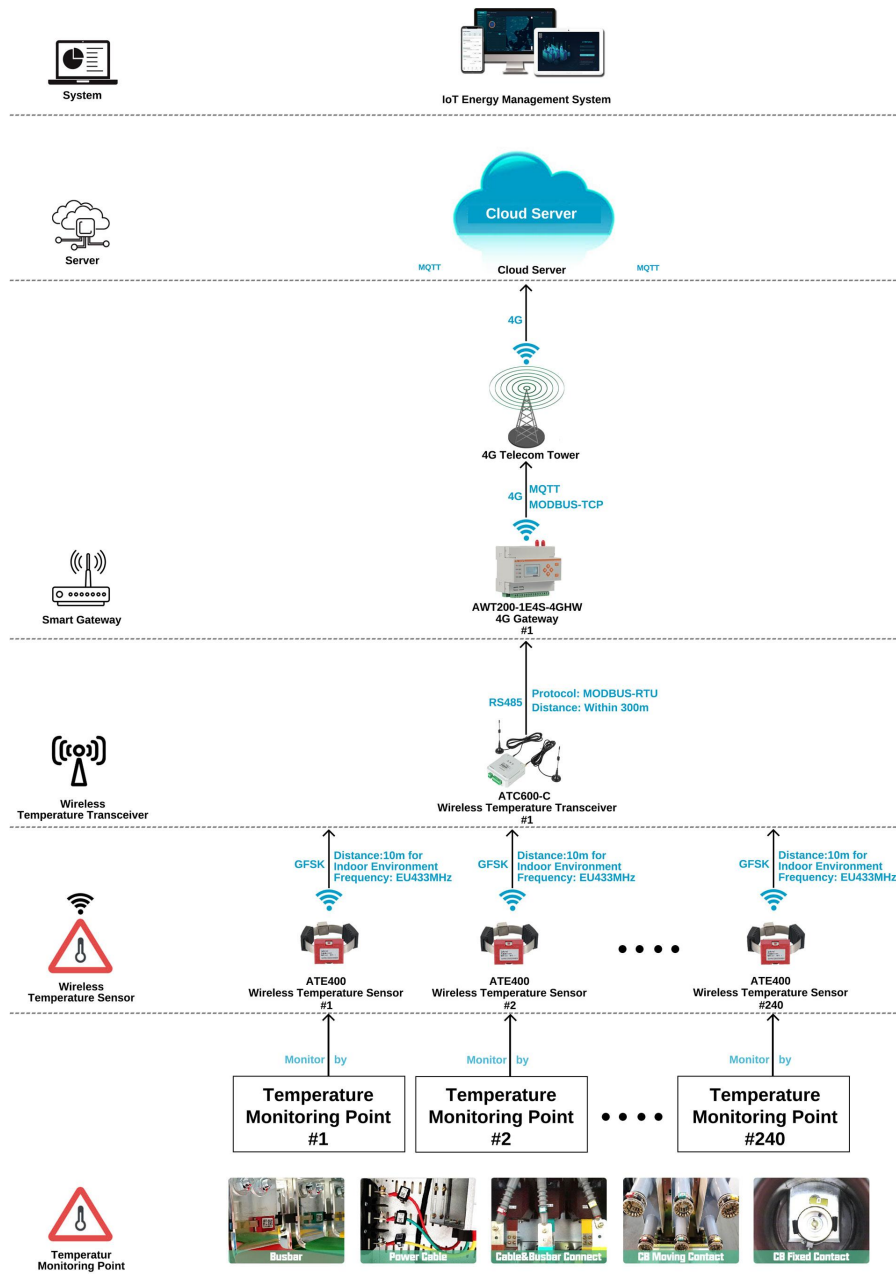 System
IoT Energy Management System
Cloud Server
Server
MQTT
Cloud Server
MQTT
4G
4G Telecom Tower
4G
MQTT
MODBUS-TCP
Smart Gateway
AWT200-1E4S-4GHW
4G Gateway
#1
RS485
Protocol: MODBUS-RTU
Distance: Within 300m
Wireless
Temperature Transceiver
ATC600-C
Wireless Temperature Transceiver
#1
GFSK
Distance:10m for
Indoor Environment
Frequency: EU433MHz
GFSK
Distance:10m for
Indoor Environment
Frequency: EU433MHz
GFSK
Distance:10m for
Indoor Environment
Frequency: EU433MHz
Wireless
Temperature Sensor
ATE400
Wireless Temperature Sensor
#1
ATE400
Wireless Temperature Sensor
#2
ATE400
Wireless Temperature Sensor
#240
Monitor by
Monitor by
Monitor by
Temperature
Monitoring Point
#1
Temperature
Monitoring Point
#2
Temperature
Monitoring Point
#240
Temperatur
Monitoring Point
Busbar
Power Cable
Cable&Busbar Connect
CB Moving Contact
CB Fixed Contact